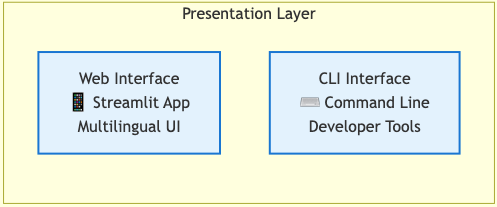 Presentation Layer
Web Interface
📱 Streamlit App
Multilingual UI
CLI Interface
⌨️ Command Line
Developer Tools